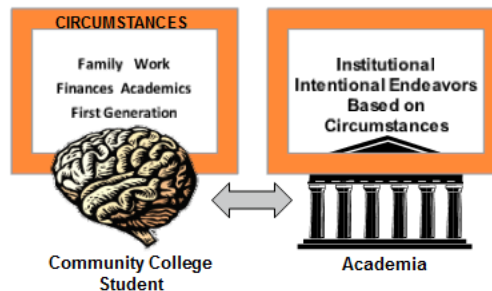 CIRCUMSTANCES
Family Work
Finances Academics
First Generation
Community College
Student
Institutional
Intentional Endeavors
Based on
Circumstances
Academia